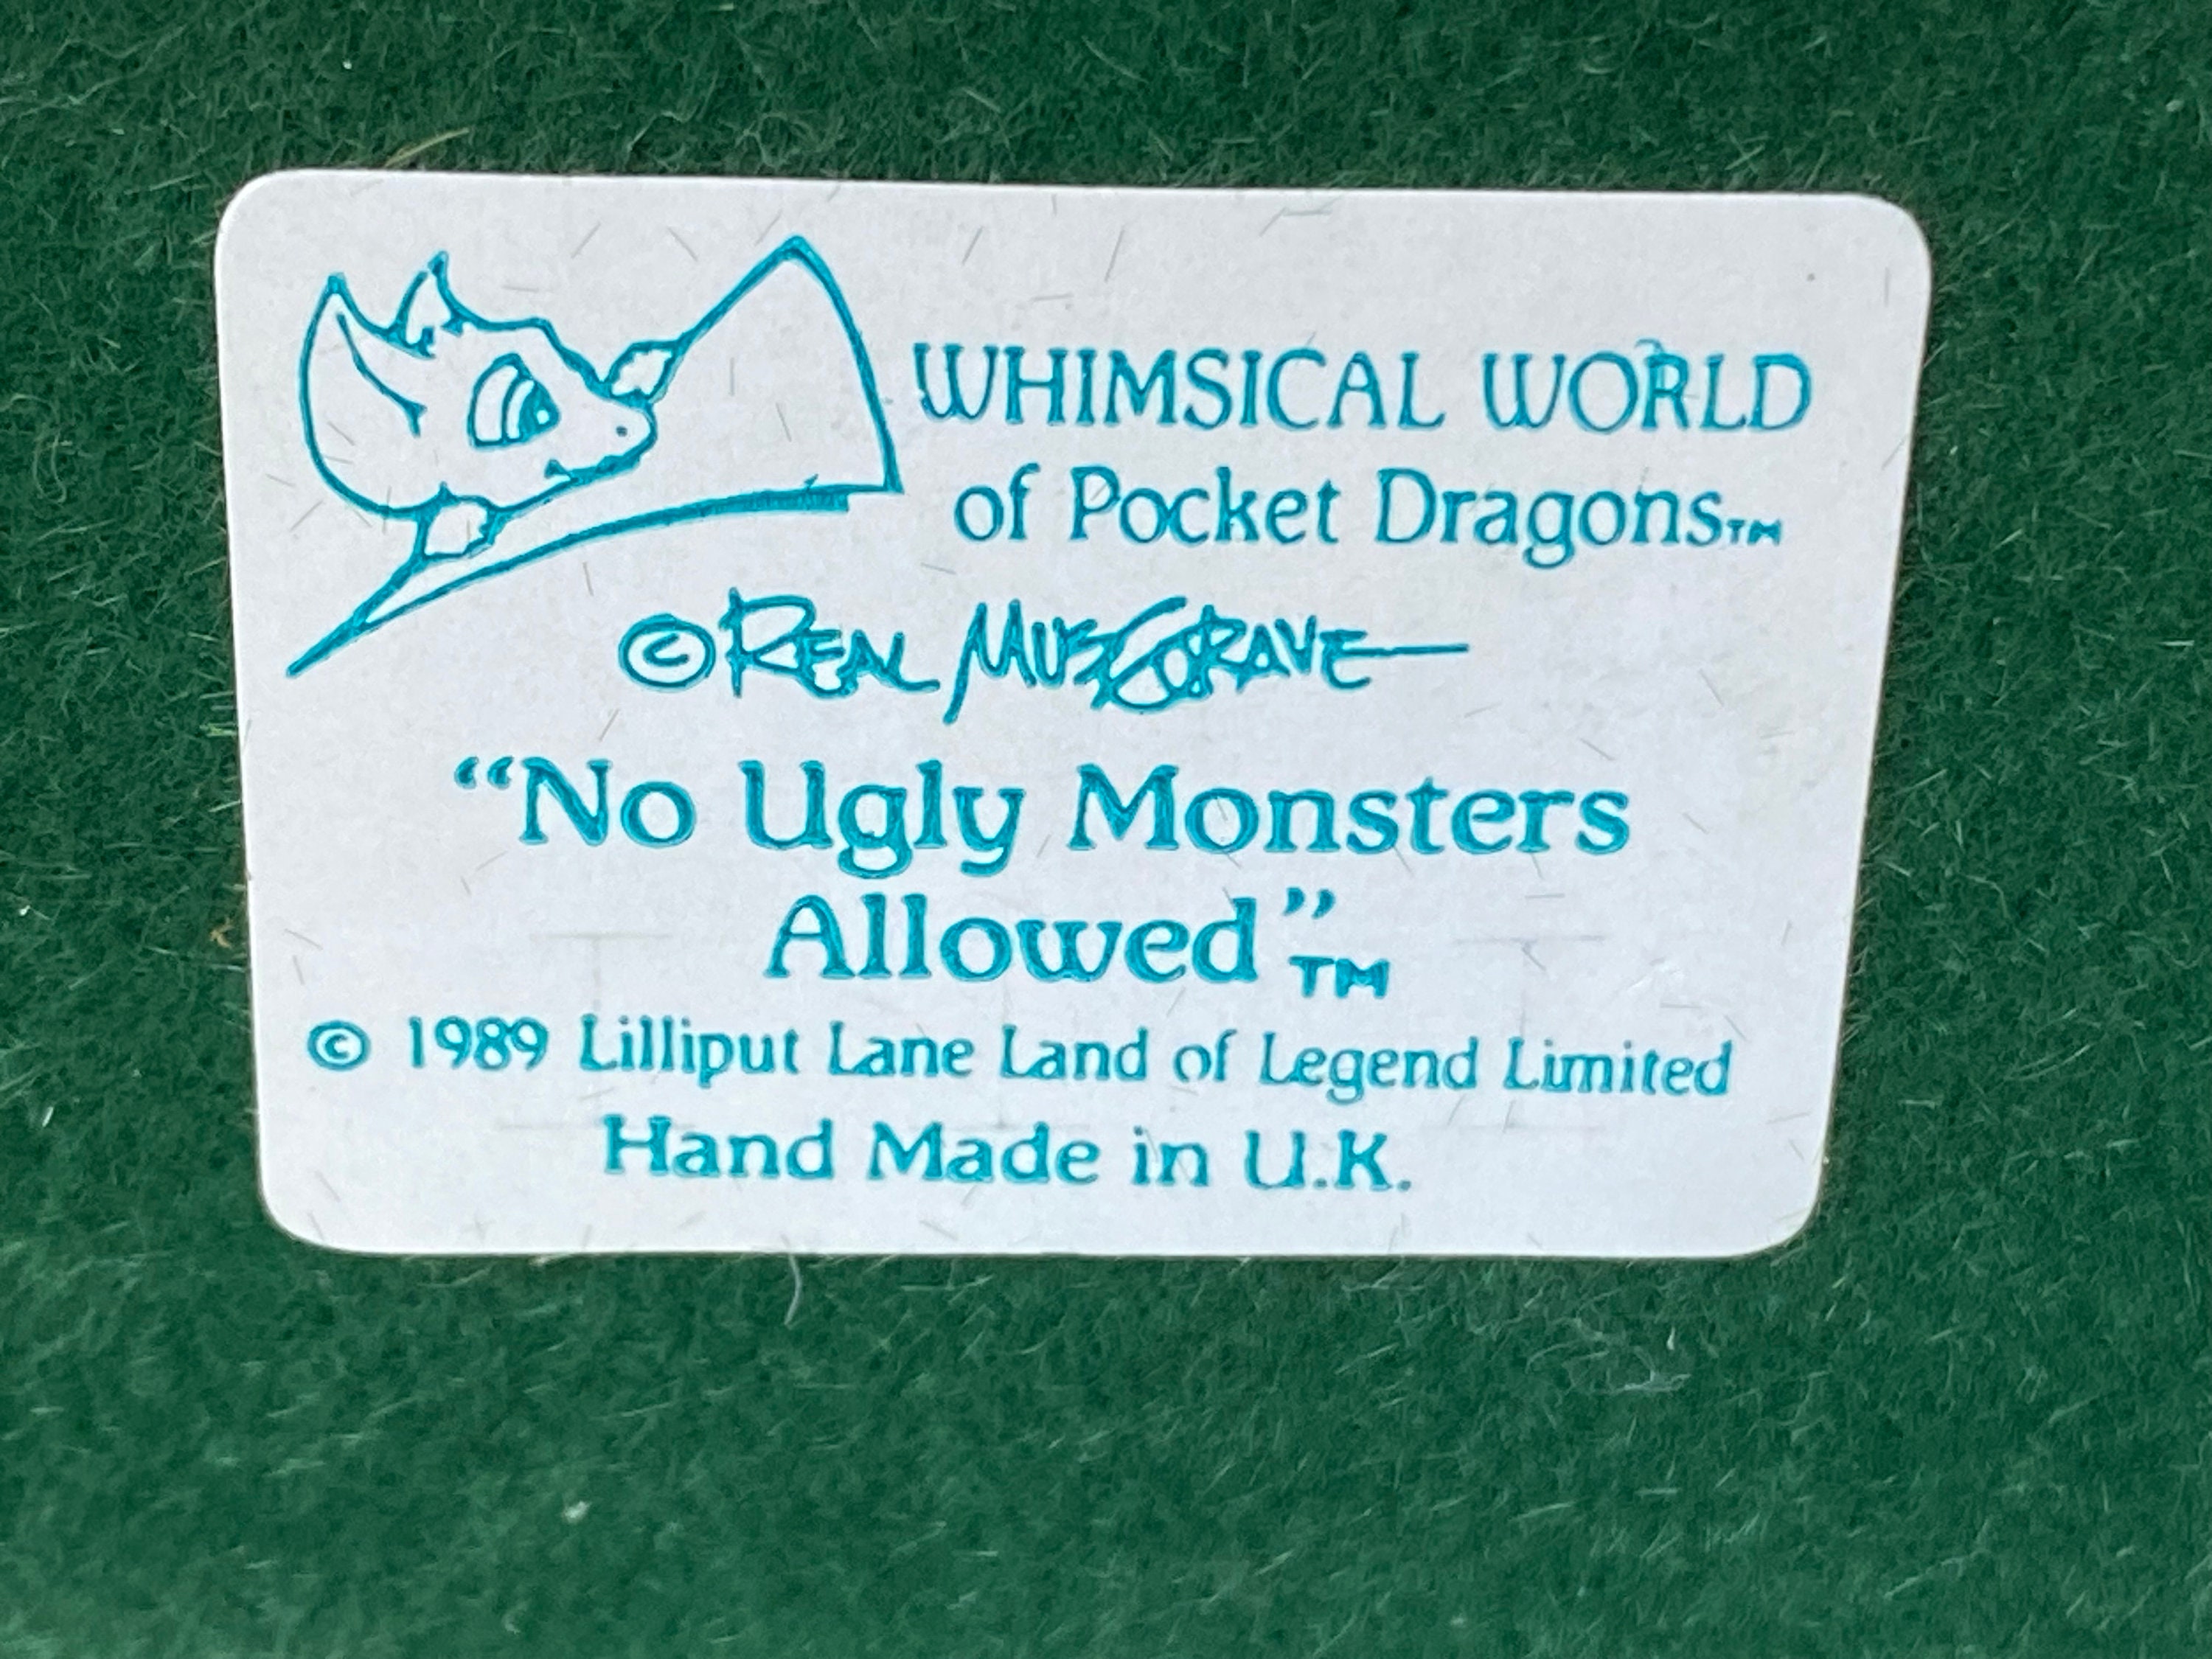 WHIMSICAL WORLD
of Pocket Dragons™
© REAL MUSGRAVE
“No Ugly Monsters
Allowed”™
© 1989 Lilliput Lane Land of Legend Limited
Hand Made in U.K.